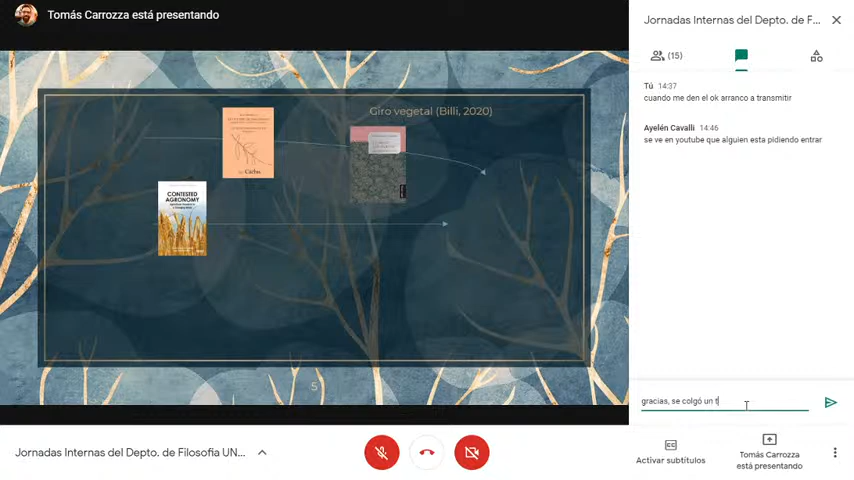 Tomás Carrozza está presentando
Giro vegetal (Billi, 2020)
CONTESTED
AGRONOMY
5
Jornadas Internas del Depto. de F...
(15)
Tú 14:37
cuando me den el ok arranco a transmitir
Ayelén Cavalli 14:46
se ve en youtube que alguien esta pidiendo entrar
gracias, se colgó un t
Jornadas Internas del Depto. de Filosofia UN...
Activar subtítulos
Tomás Carrozza
está presentando